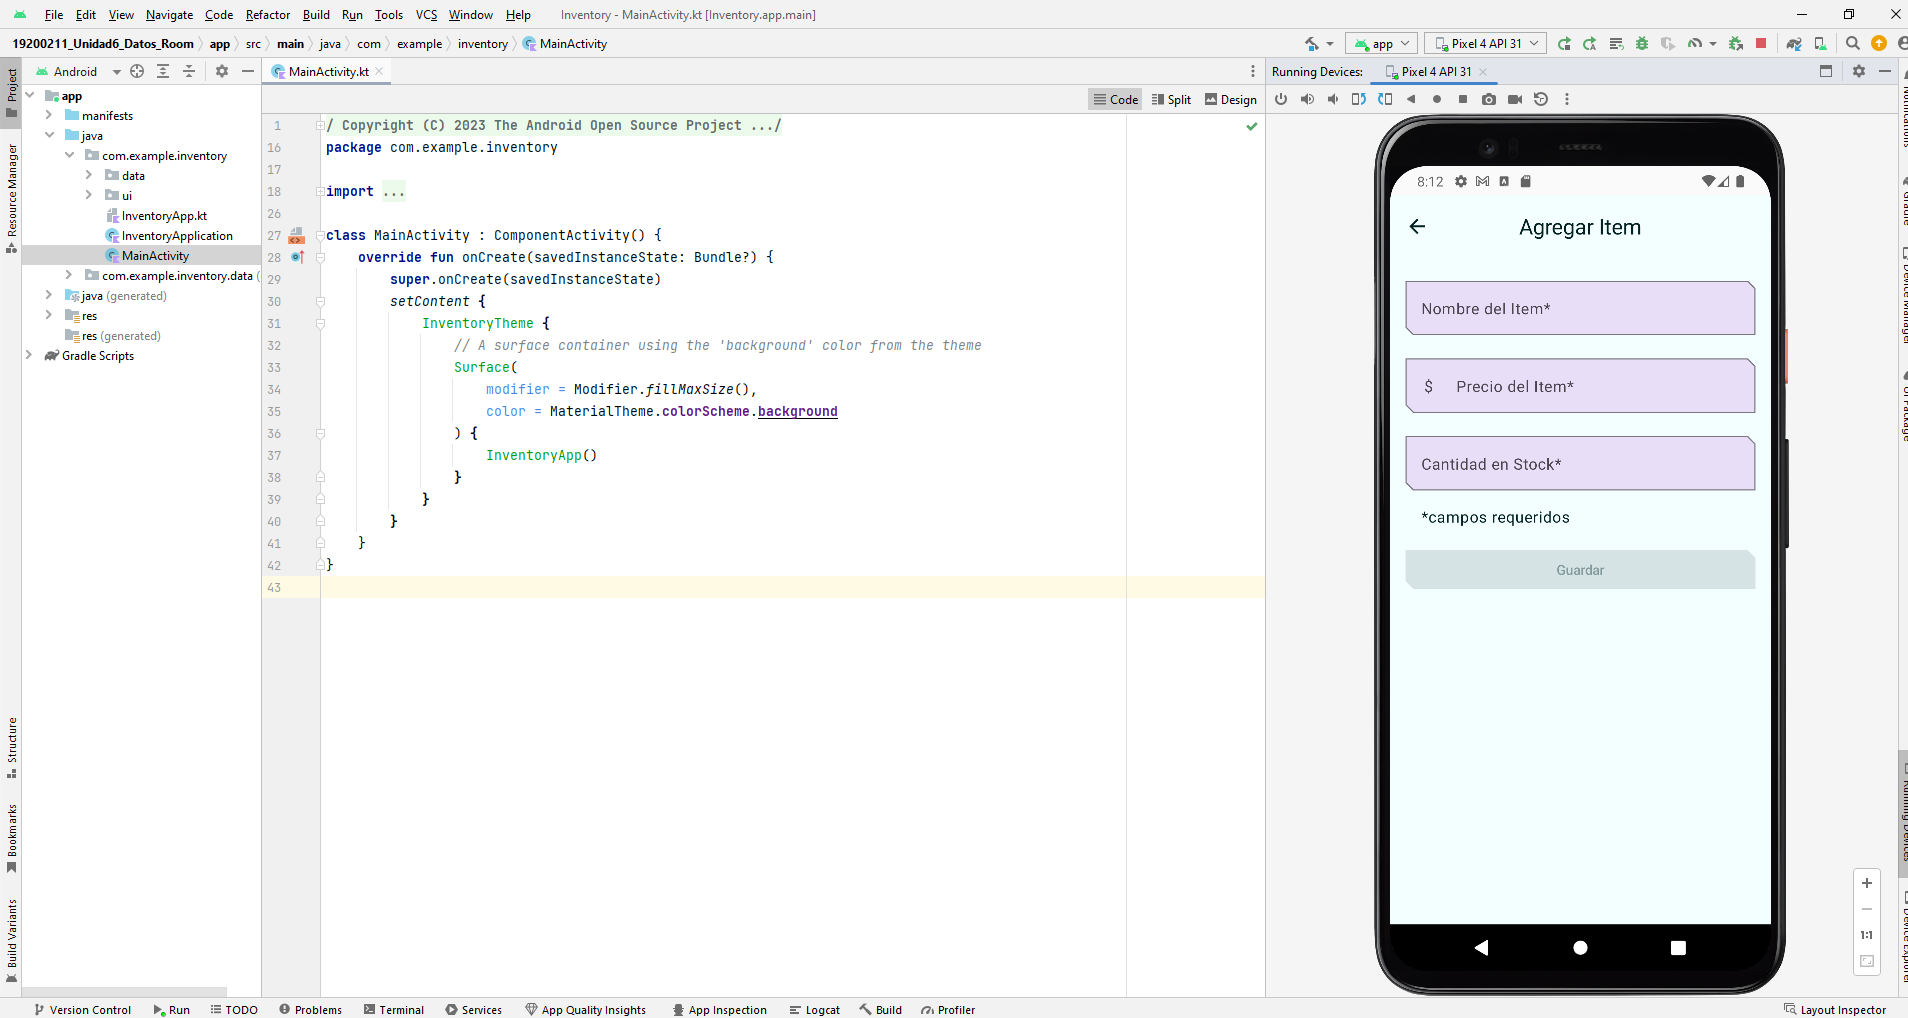 File Edit View Navigate Code Refactor Build Run Tools VCS Window Help Inventory - MainActivity.kt [Inventory.app.main]
19200211_Unidad6_Datos_Room app src main java com example inventory MainActivity app Pixel 4 API 31
Project
Android
MainActivity.kt
Running Devices: Pixel 4 API 31
Code Split Design
app
manifests
java
com.example.inventory
data
ui
InventoryApp.kt
InventoryApplication
MainActivity
com.example.inventory.data (
java (generated)
res
res (generated)
Gradle Scripts
Resource Manager
Structure
Bookmarks
Build Variants
1 / Copyright (C) 2023 The Android Open Source Project .../
16 package com.example.inventory
17
18 import ...
26
27 class MainActivity : ComponentActivity() {
28 override fun onCreate(savedInstanceState: Bundle?) {
29 super.onCreate(savedInstanceState)
30 setContent {
31 InventoryTheme {
32 // A surface container using the 'background' color from the theme
33 Surface(
34 modifier = Modifier.fillMaxSize(),
35 color = MaterialTheme.colorScheme.background
36 ) {
37 InventoryApp()
38 }
39 }
40 }
41 }
42 }
43
8:12
Agregar Item
Nombre del Item*
$ Precio del Item*
Cantidad en Stock*
*campos requeridos
Guardar
1:1
Notifications
Gradle
Device Manager
Running Devices
Device Explorer
Version Control Run TODO Problems Terminal Services App Quality Insights App Inspection Logcat Build Profiler Layout Inspector